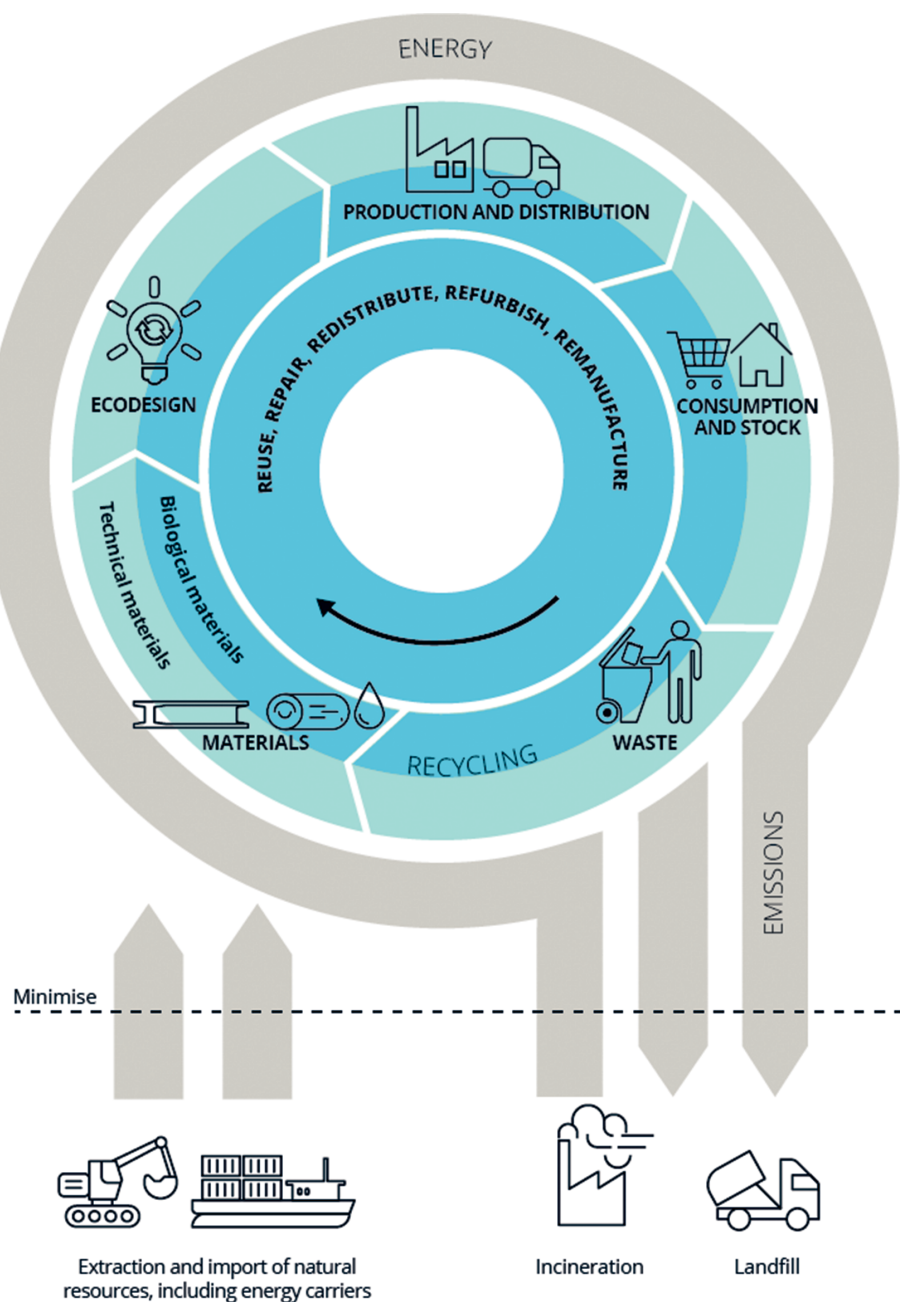 ENERGY
PRODUCTION AND DISTRIBUTION
REUSE, REPAIR, REDISTRIBUTE, REFURBISH, REMANUFACTURE
ECODESIGN
CONSUMPTION
AND STOCK
Technical materials
Biological materials
MATERIALS
RECYCLING
WASTE
EMISSIONS
Minimise
Extraction and import of natural
resources, including energy carriers
Incineration
Landfill